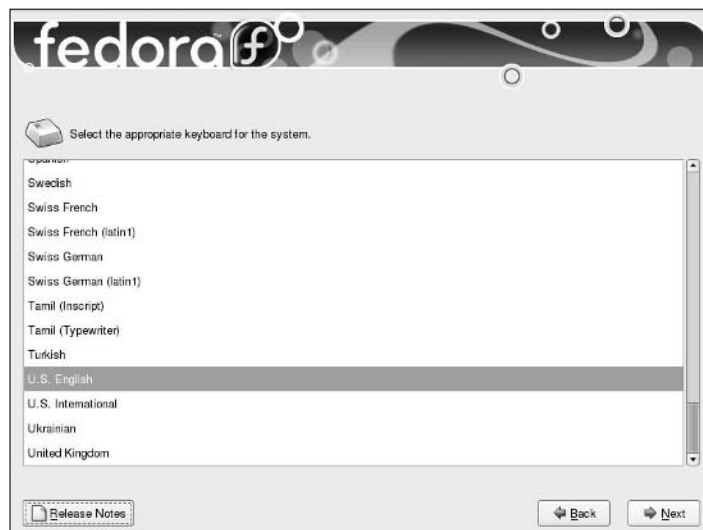 fedora f
Select the appropriate keyboard for the system.
Spanish
Swedish
Swiss French
Swiss French (latin1)
Swiss German
Swiss German (latin1)
Tamil (Inscript)
Tamil (Typewriter)
Turkish
U.S. English
U.S. International
Ukrainian
United Kingdom
Release Notes
Back
Next